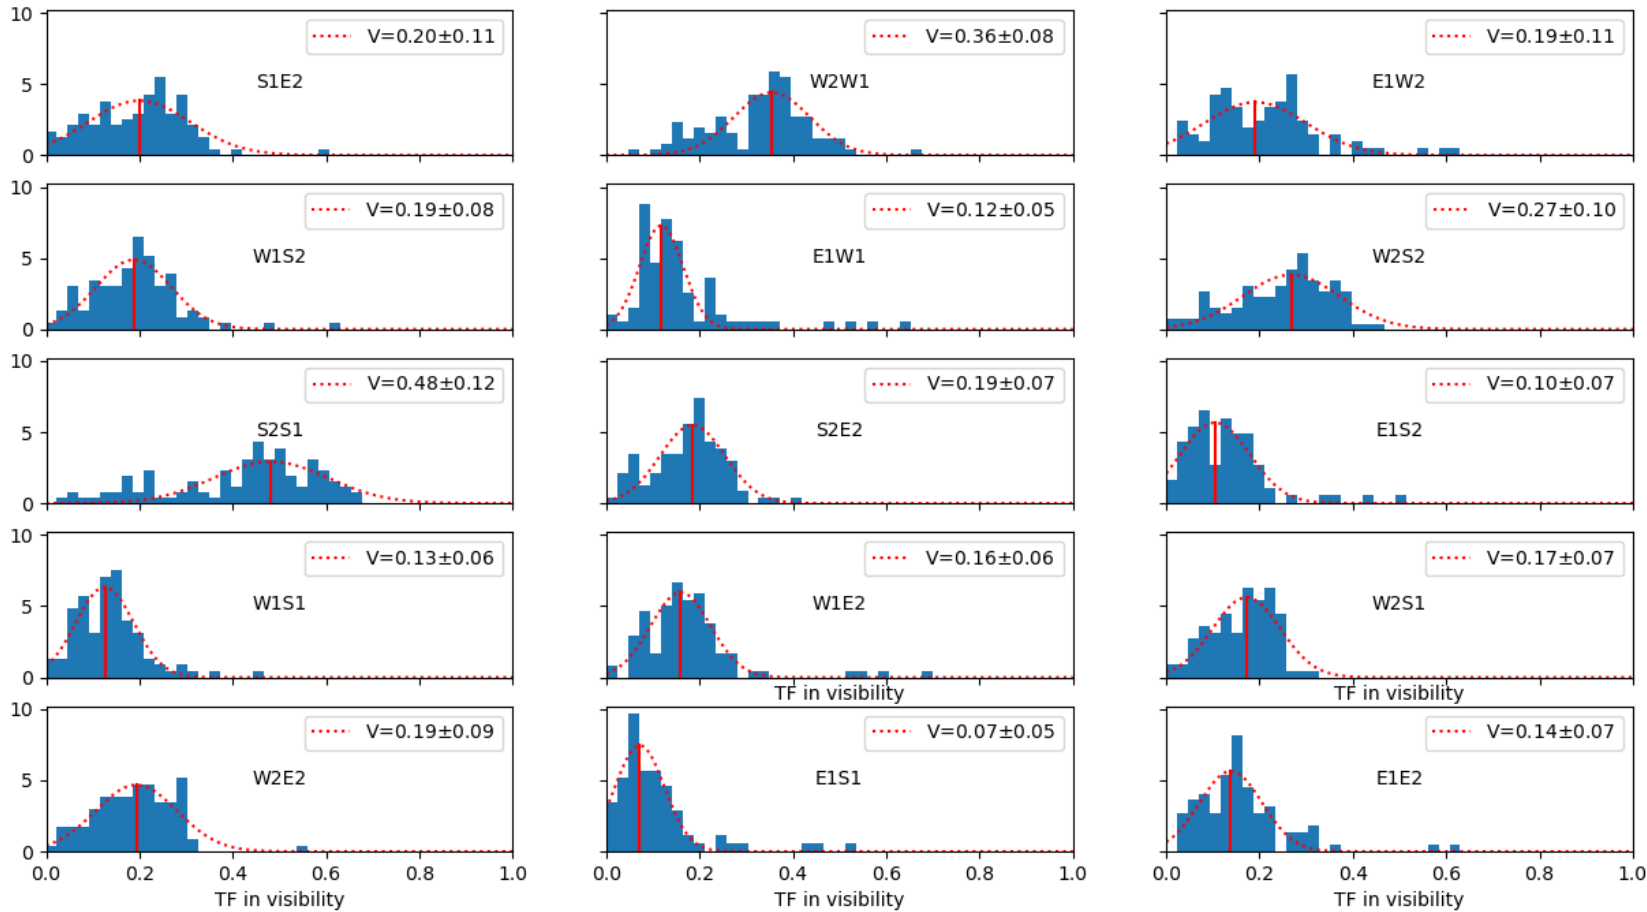 10
V=0.20±0.11
V=0.36±0.08
V=0.19±0.11
5
S1E2
W2W1
E1W2
0
10
V=0.19±0.08
V=0.12±0.05
V=0.27±0.10
5
W1S2
E1W1
W2S2
0
10
V=0.48±0.12
V=0.19±0.07
V=0.10±0.07
5
S2S1
S2E2
E1S2
0
10
V=0.13±0.06
V=0.16±0.06
V=0.17±0.07
5
W1S1
W1E2
W2S1
0
TF in visibility
TF in visibility
10
V=0.19±0.09
V=0.07±0.05
V=0.14±0.07
5
W2E2
E1S1
E1E2
0
0.0 0.2 0.4 0.6 0.8 1.0
0.0 0.2 0.4 0.6 0.8 1.0
0.0 0.2 0.4 0.6 0.8 1.0
TF in visibility
TF in visibility
TF in visibility